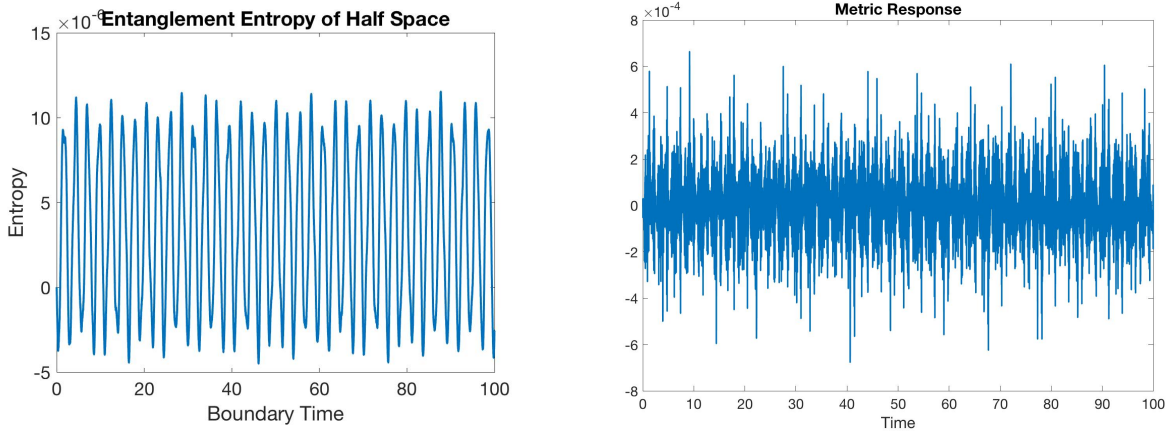 ×10⁻⁶ Entanglement Entropy of Half Space
15
10
5
0
-5
Entropy
0 20 40 60 80 100
Boundary Time
×10⁻⁴ Metric Response
8
6
4
2
0
-2
-4
-6
-8
0 10 20 30 40 50 60 70 80 90 100
Time